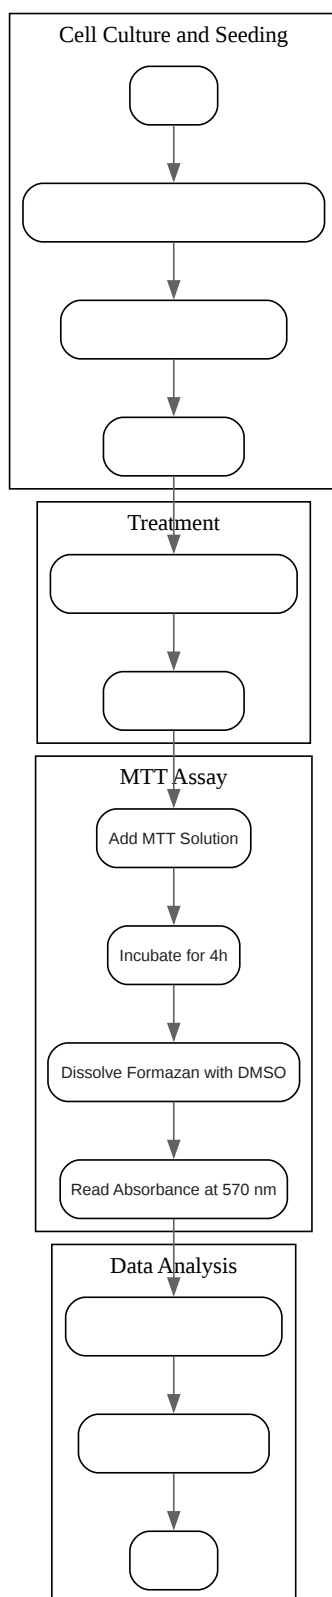 Cell Culture and Seeding
Treatment
MTT Assay
Add MTT Solution
Incubate for 4h
Dissolve Formazan with DMSO
Read Absorbance at 570 nm
Data Analysis